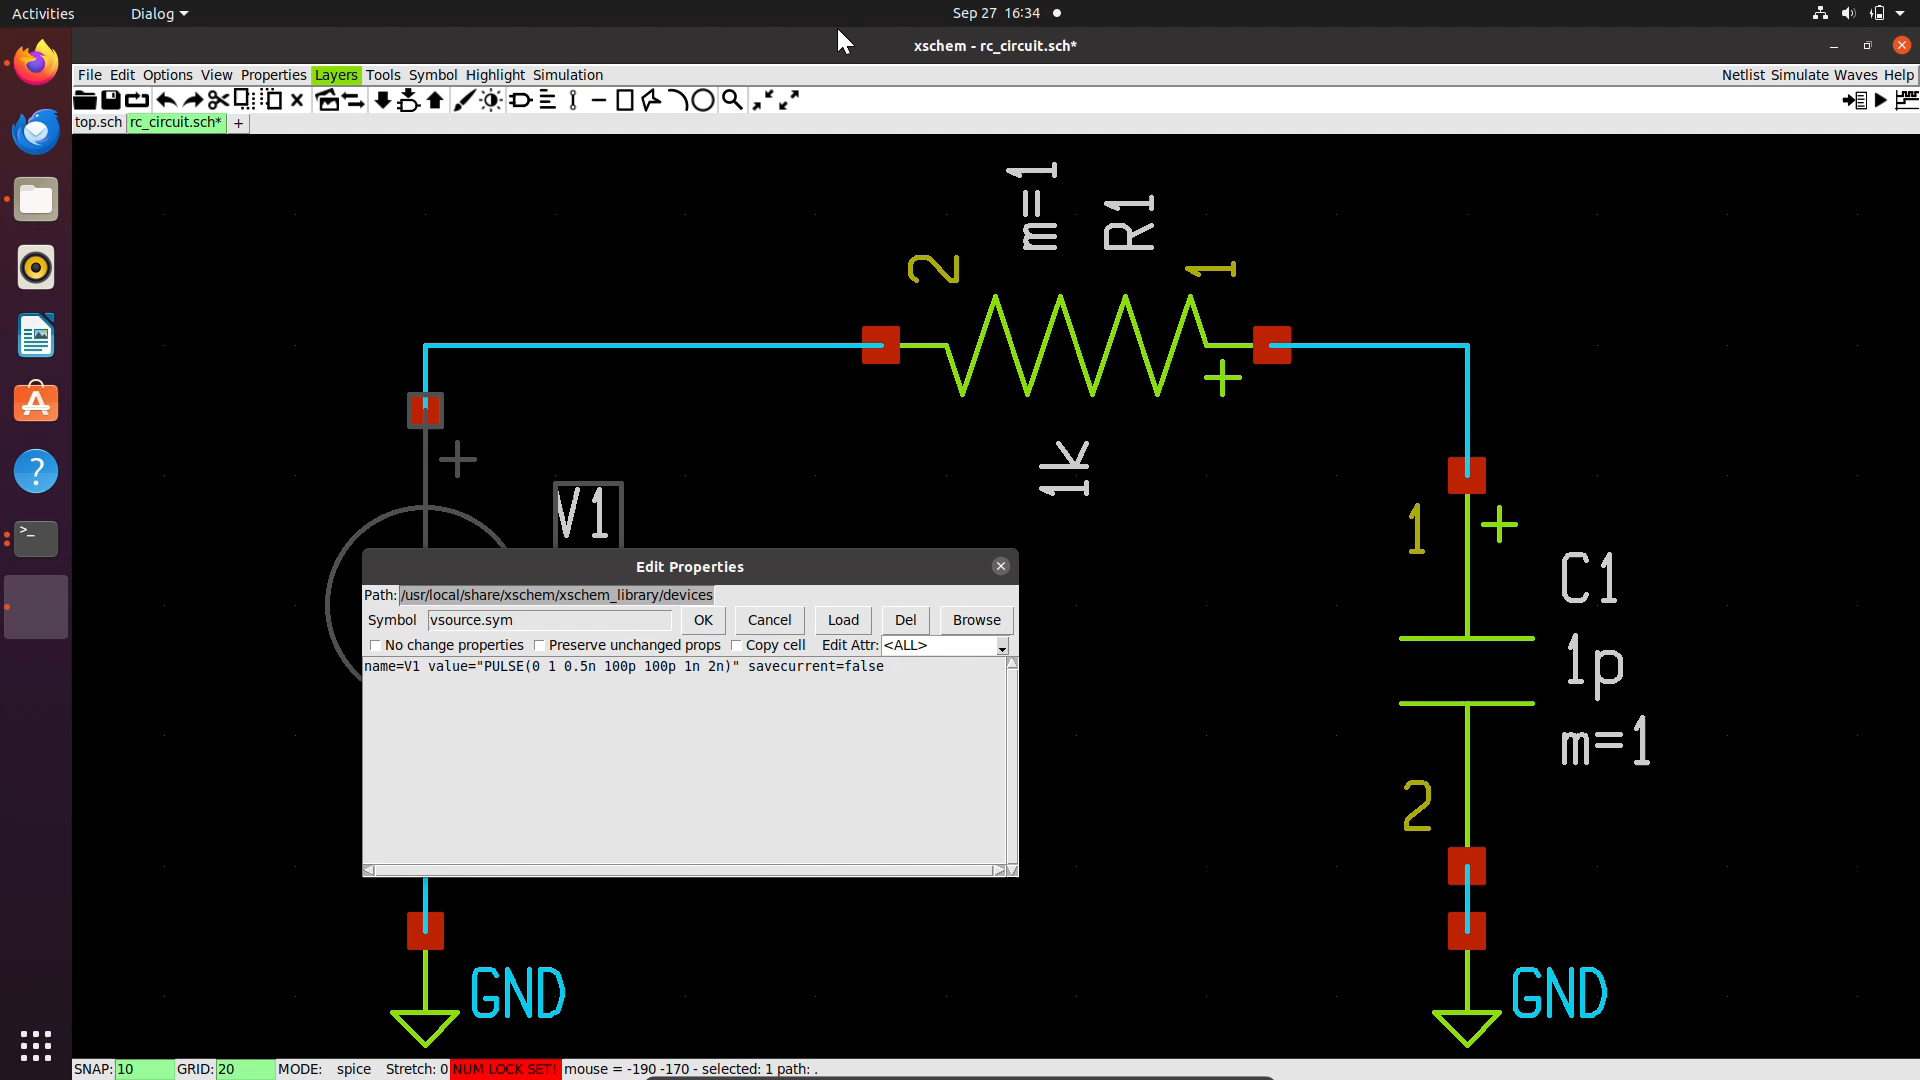 Activities
Dialog
Sep 27 16:34
xschem - rc_circuit.sch*
File Edit Options View Properties Layers Tools Symbol Highlight Simulation
Netlist Simulate Waves Help
top.sch rc_circuit.sch* +
m=1
R1
2
1
1k
+
+
V1
1
+
C1
1p
m=1
2
Edit Properties
Path: /usr/local/share/xschem/xschem_library/devices
Symbol vsource.sym OK Cancel Load Del Browse
No change properties Preserve unchanged props Copy cell Edit Attr: <ALL>
name=V1 value="PULSE(0 1 0.5n 100p 100p 1n 2n)" savecurrent=false
GND
GND
SNAP: 10 GRID: 20 MODE: spice Stretch: 0 NUM LOCK SET! mouse = -190 -170 - selected: 1 path: .